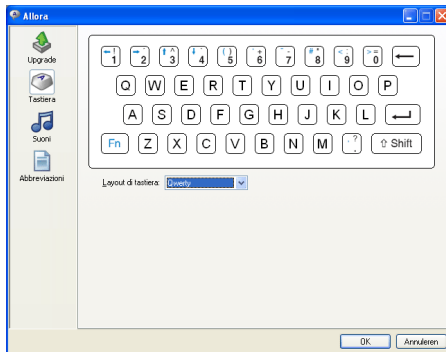 Allora
Upgrade
Tastiera
Suoni
Abbreviazioni
1 2 3 4 5 6 7 8 9 0
Q W E R T Y U I O P
A S D F G H J K L
Fn Z X C V B N M ? Shift
Layout di tastiera: Qwerty
OK Annuleren